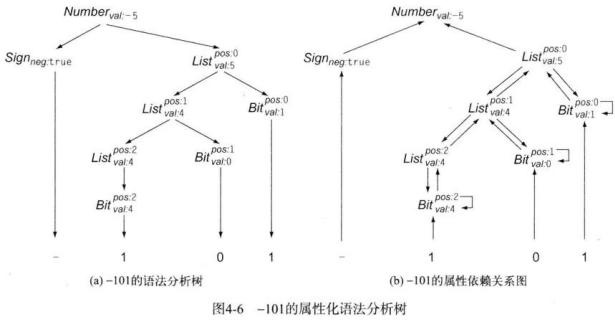 Number val:-5
Number val:-5
Sign neg:true
List pos:0 val:5
Sign neg:true
List pos:0 val:5
List pos:1 val:4
Bit pos:0 val:1
List pos:1 val:4
Bit pos:0 val:1
List pos:2 val:4
Bit pos:1 val:0
List pos:2 val:4
Bit pos:1 val:0
Bit pos:2 val:4
Bit pos:2 val:4
– 1 0 1
– 1 0 1
(a) –101的语法分析树
(b) –101的属性依赖关系图
图4-6 –101的属性化语法分析树